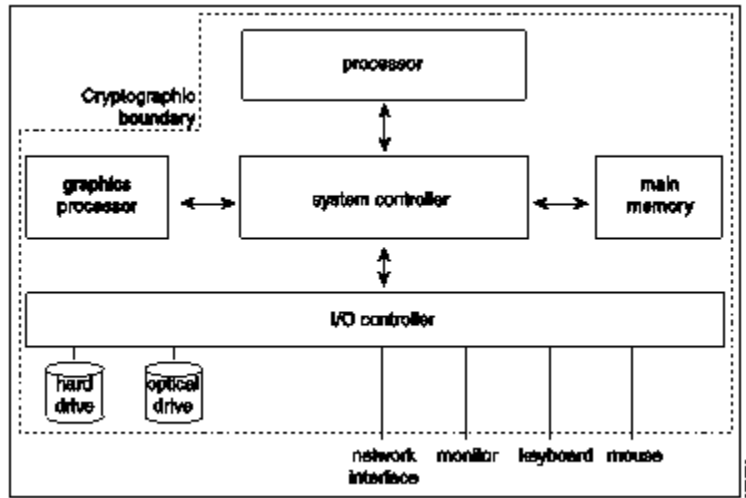 processor
Cryptographic
boundary
graphics
processor
system controller
main
memory
I/O controller
hard
drive
optical
drive
network
interface
monitor
keyboard
mouse